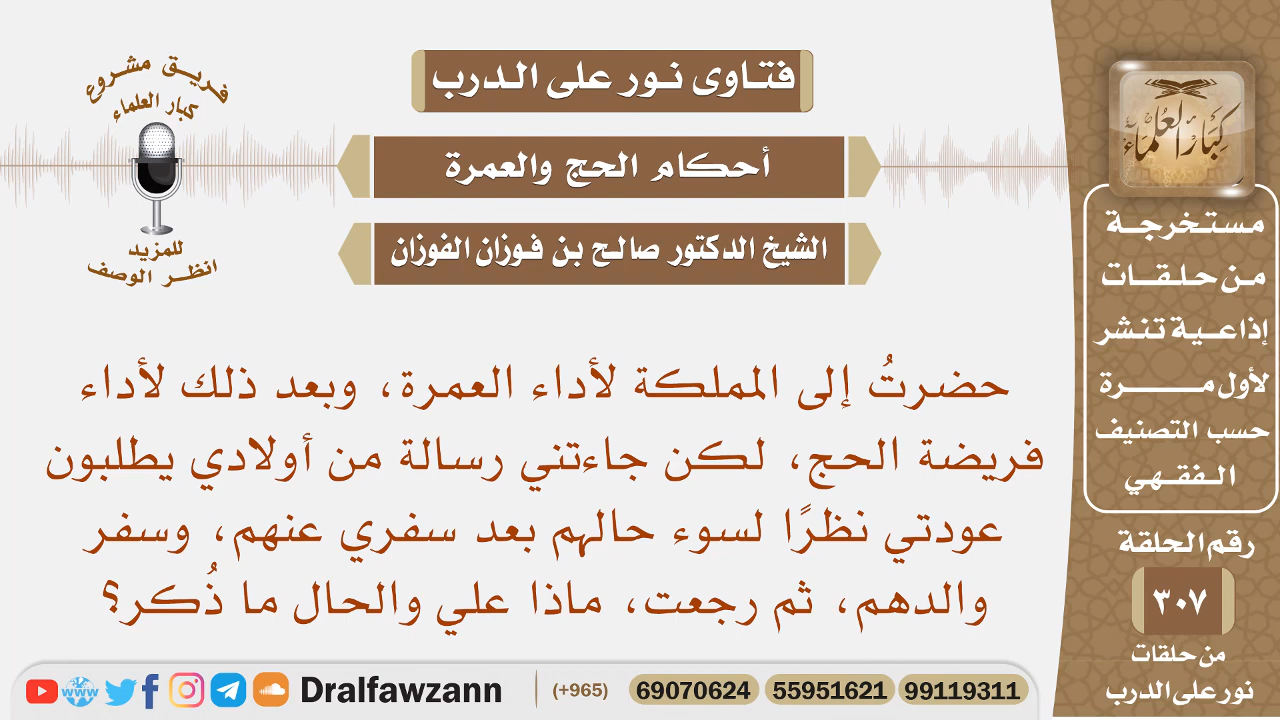 فتاوى نور على الدرب
أحكام الحج والعمرة
الشيخ الدكتور صالح بن فوزان الفوزان
فريق مشروع
كبار العلماء
للمزيد
انظر الوصف
حضرتُ إلى المملكة لأداء العمرة، وبعد ذلك لأداء
فريضة الحج، لكن جاءتني رسالة من أولادي يطلبون
عودتي نظرًا لسوء حالهم بعد سفري عنهم، وسفر
والدهم، ثم رجعت، ماذا علي والحال ما ذُكر؟
كبار العلماء
مستخرجة
من حلقات
إذاعية تنشر
لأول مرة
حسب التصنيف
الفقهي
رقم الحلقة
٣٠٧
من حلقات
نور على الدرب
www
Dralfawzann
(+965) 69070624 55951621 99119311